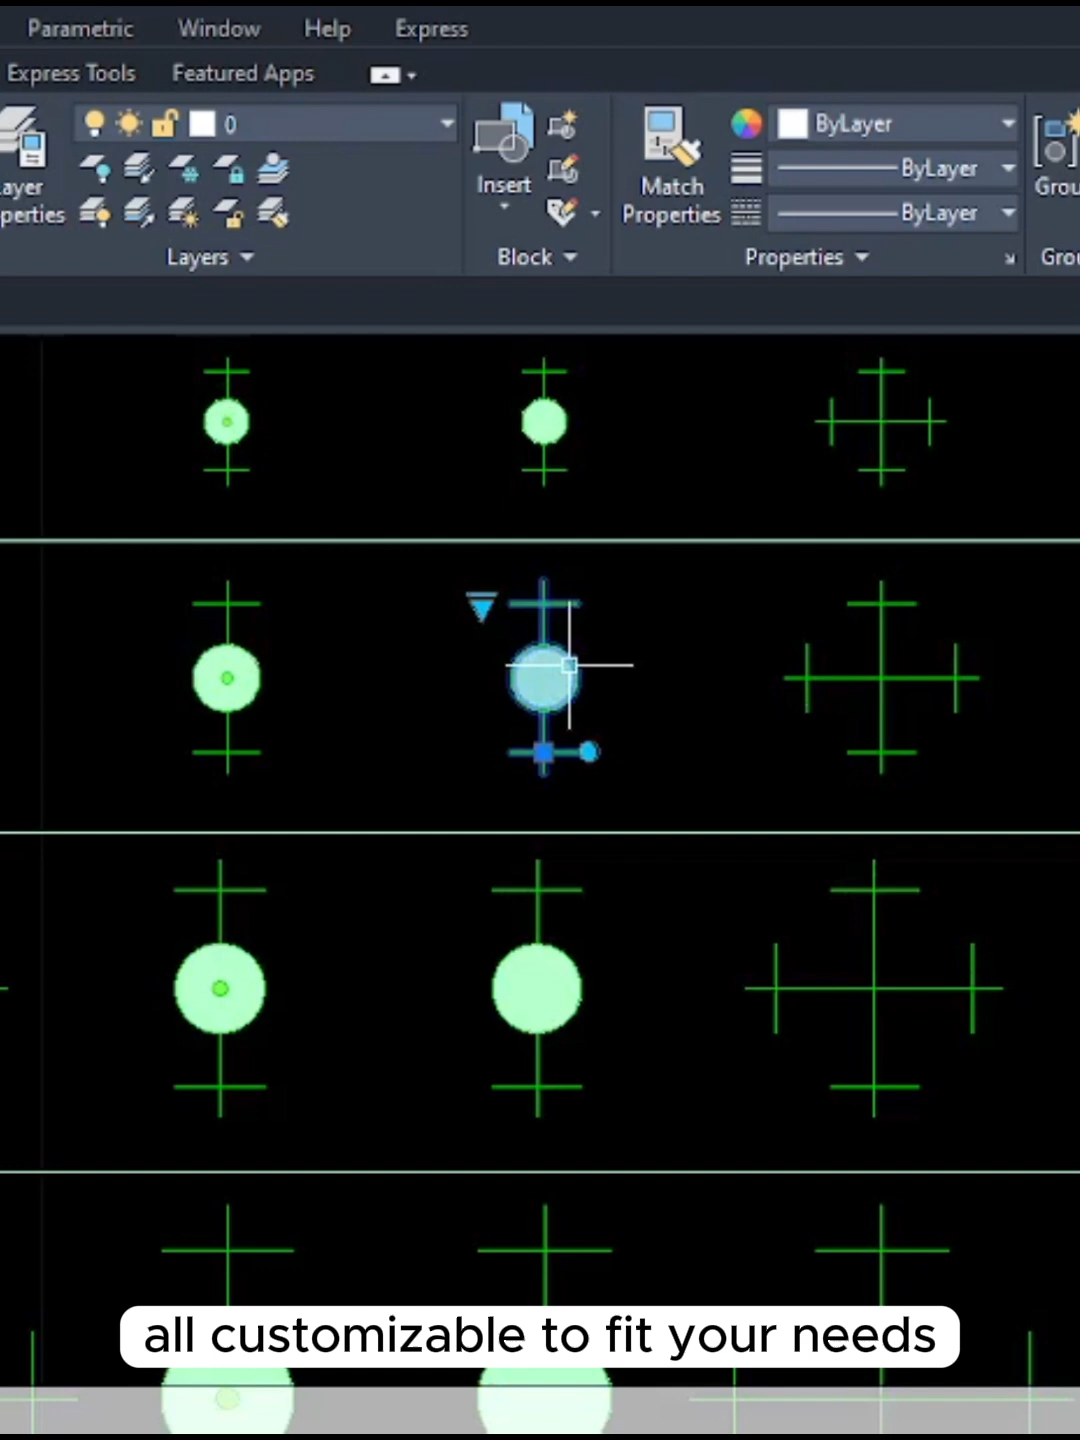 Parametric Window Help Express
Express Tools Featured Apps
0
ByLayer
ByLayer
ByLayer
Insert
Match
Properties
ayer
perties
Grou
Layers
Block
Properties
Grou
all customizable to fit your needs